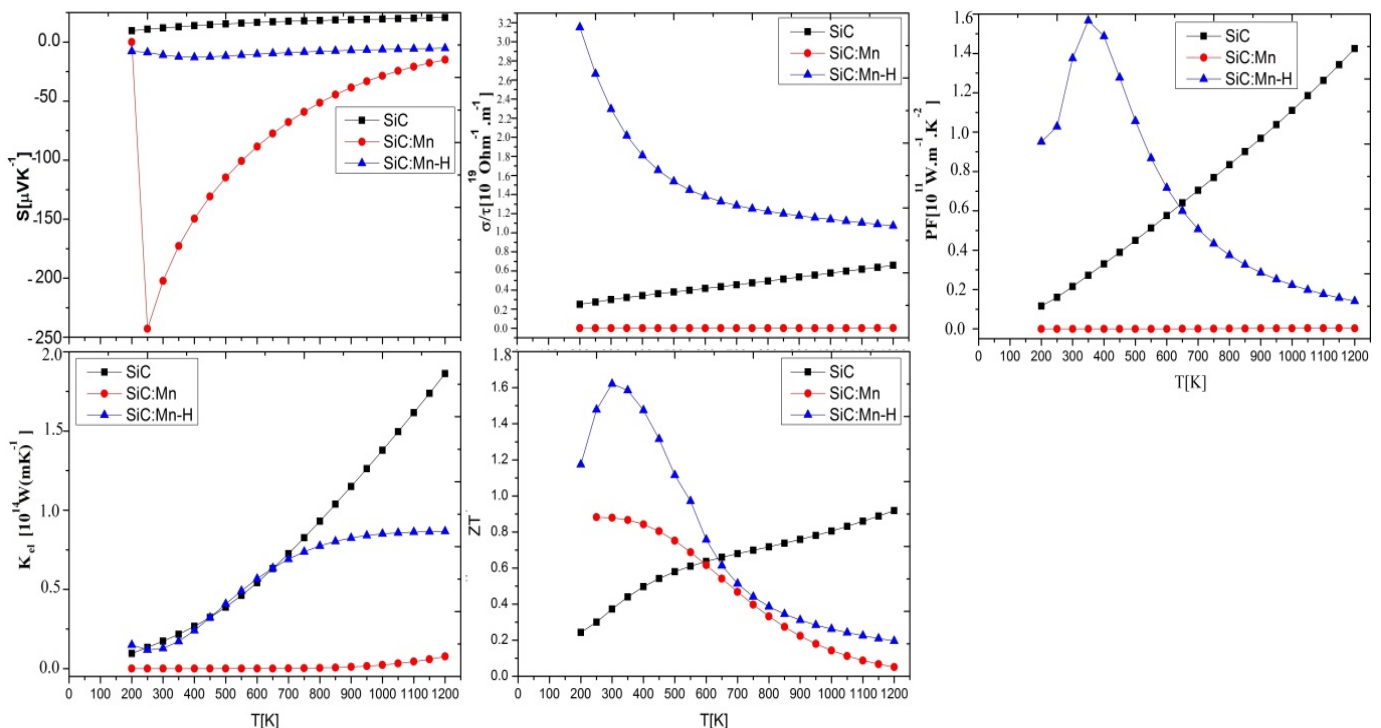 0.0
-50
-100
-150
-200
-250
S[μVK-1]
SiC
SiC:Mn
SiC:Mn-H
3.2
3.0
2.8
2.6
2.4
2.2
2.0
1.8
1.6
1.4
1.2
1.0
0.8
0.6
0.4
0.2
0.0
σ/τ[10 19 Ohm-1.m-1]
SiC
SiC:Mn
SiC:Mn-H
1.6
1.4
1.2
1.0
0.8
0.6
0.4
0.2
0.0
PF[10 11 W.m-1.K-2]
SiC
SiC:Mn
SiC:Mn-H
0 100 200 300 400 500 600 700 800 900 1000 1100 1200
T[K]
2.0
1.5
1.0
0.5
0.0
Kel [1014W(mK)-1]
SiC
SiC:Mn
SiC:Mn-H
0 100 200 300 400 500 600 700 800 900 1000 1100 1200
T[K]
1.8
1.6
1.4
1.2
1.0
0.8
0.6
0.4
0.2
0.0
ZT
SiC
SiC:Mn
SiC:Mn-H
0 100 200 300 400 500 600 700 800 900 1000 1100 1200
T[K]